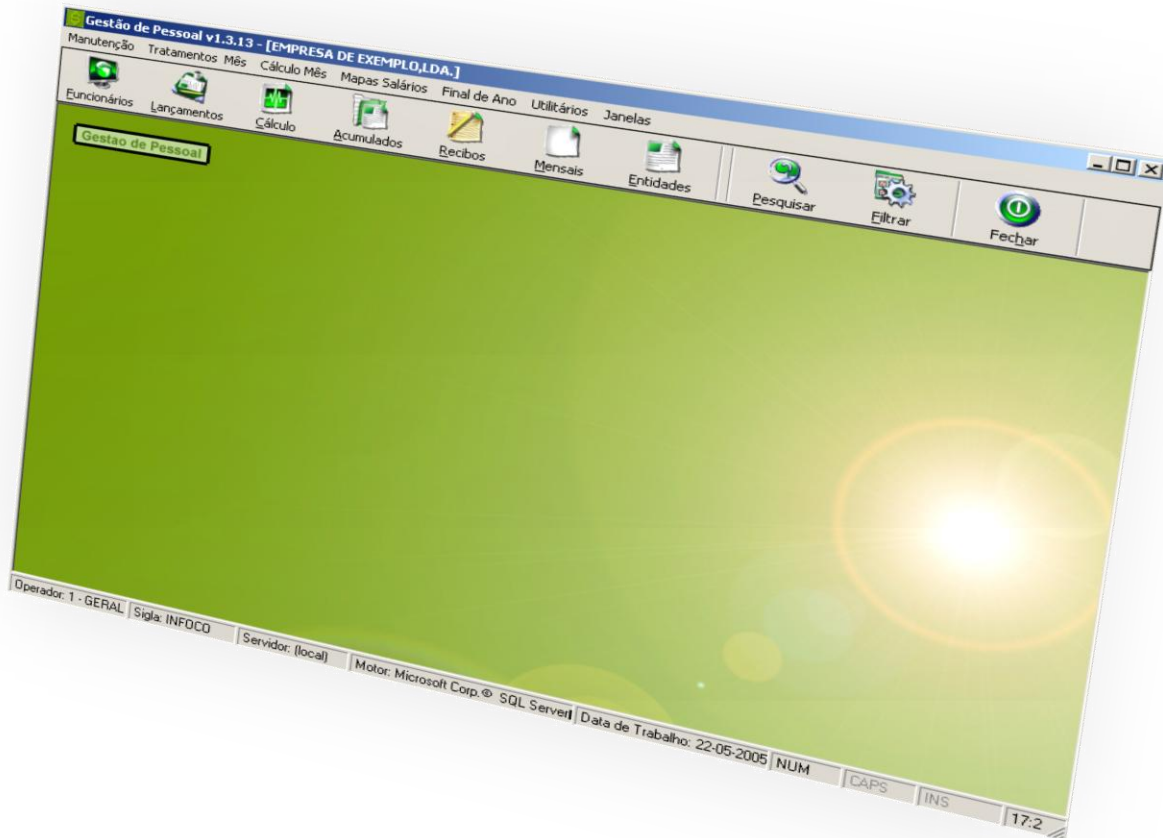 Gestão de Pessoal v1.3.13 - [EMPRESA DE EXEMPLO,LDA.]
Manutenção Tratamentos Mês Cálculo Mês Mapas Salários Final de Ano Utilitários Janelas
Funcionários Lançamentos Cálculo Acumulados Recibos Mensais Entidades Pesquisar Filtrar Fechar
Gestao de Pessoal
Operador: 1 - GERAL Sigla: INFOCO Servidor: (local) Motor: Microsoft Corp.® SQL Server Data de Trabalho: 22-05-2005 NUM CAPS INS 17:2